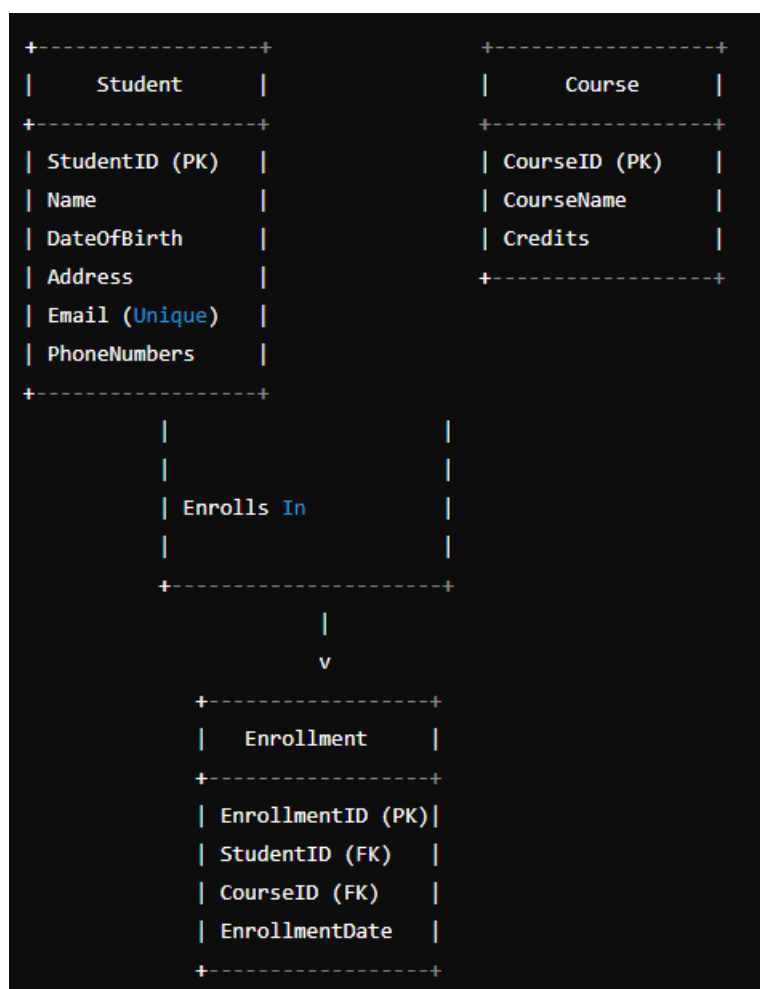 +------------------+                  +------------------+
|     Student      |                  |      Course      |
+------------------+                  +------------------+
| StudentID (PK)   |                  | CourseID (PK)    |
| Name             |                  | CourseName       |
| DateOfBirth      |                  | Credits          |
| Address          |                  +------------------+
| Email (Unique)   |
| PhoneNumbers     |
+------------------+
           |                      |
           |                      |
           | Enrolls In           |
           |                      |
           +----------------------+
                        |
                        v
              +------------------+
              |   Enrollment     |
              +------------------+
              | EnrollmentID (PK)|
              | StudentID (FK)   |
              | CourseID (FK)    |
              | EnrollmentDate   |
              +------------------+